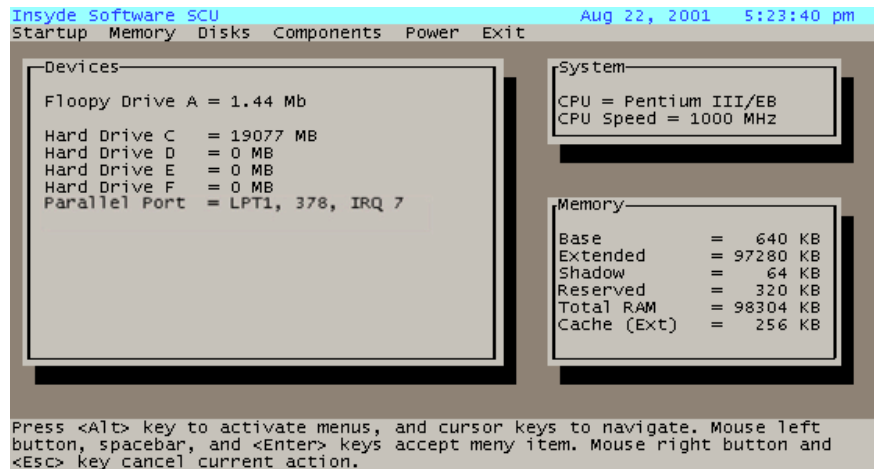 Insyde Software SCU Aug 22, 2001 5:23:40 pm
Startup Memory Disks Components Power Exit
Devices
Floopy Drive A = 1.44 Mb
Hard Drive C = 19077 MB
Hard Drive D = 0 MB
Hard Drive E = 0 MB
Hard Drive F = 0 MB
Parallel Port = LPT1, 378, IRQ 7
System
CPU = Pentium III/EB
CPU Speed = 1000 MHz
Memory
Base = 640 KB
Extended = 97280 KB
Shadow = 64 KB
Reserved = 320 KB
Total RAM = 98304 KB
Cache (Ext) = 256 KB
Press <Alt> key to activate menus, and cursor keys to navigate. Mouse left
button, spacebar, and <Enter> keys accept meny item. Mouse right button and
<Esc> key cancel current action.